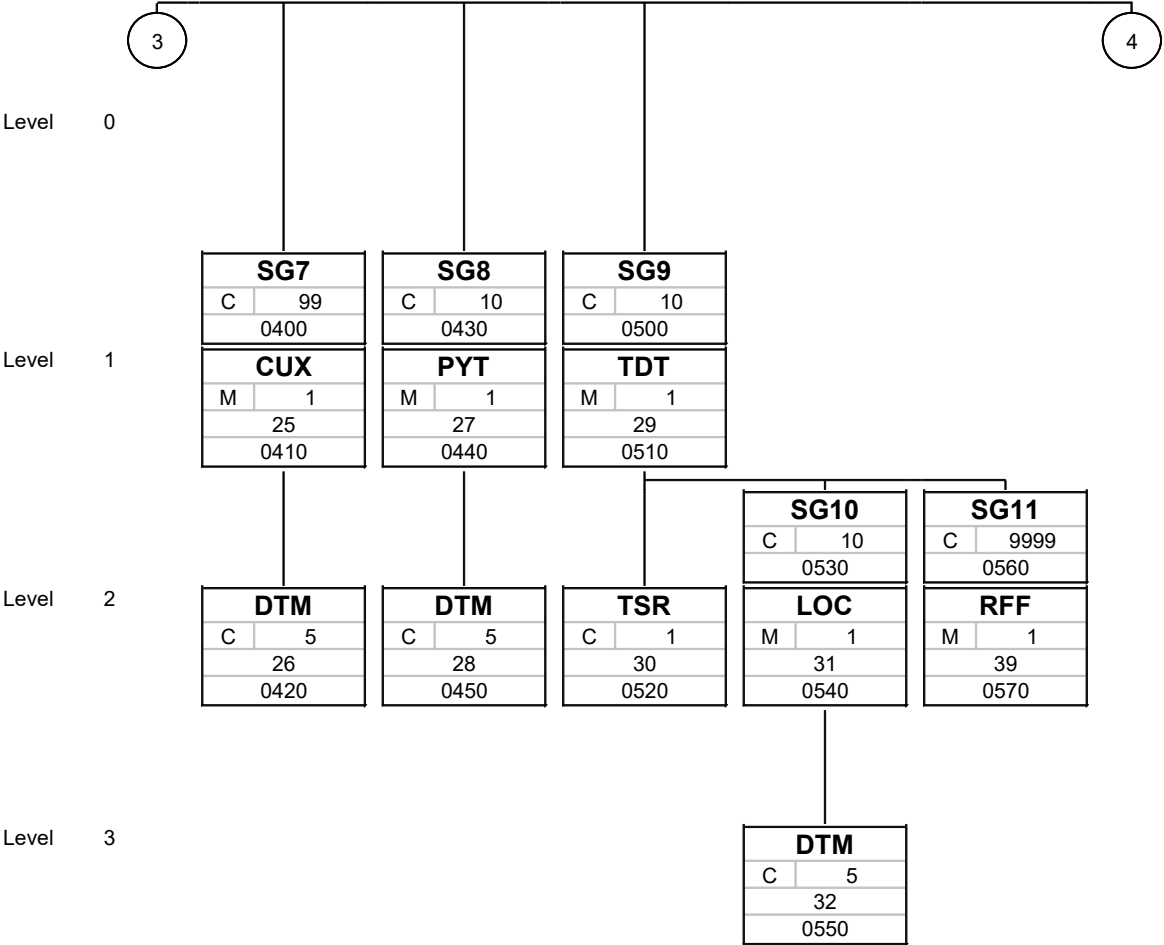 3
4
Level 0
SG7 SG8 SG9
C 99 C 10 C 10
0400 0430 0500
Level 1
CUX PYT TDT
M 1 M 1 M 1
25 27 29
0410 0440 0510
SG10 SG11
C 10 C 9999
0530 0560
Level 2
DTM DTM TSR LOC RFF
C 5 C 5 C 1 M 1 M 1
26 28 30 31 39
0420 0450 0520 0540 0570
Level 3
DTM
C 5
32
0550